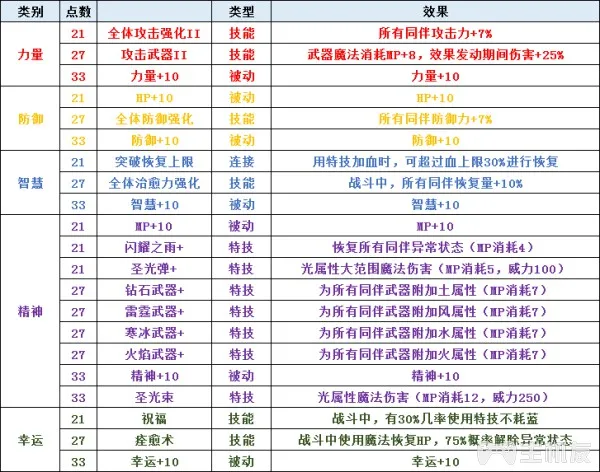 类别 点数 类型 效果
力量
21 全体攻击强化II 技能 所有同伴攻击力+7%
27 攻击武器II 技能 武器魔法消耗MP+8，效果发动期间伤害+25%
33 力量+10 被动 力量+10
防御
21 HP+10 被动 HP+10
27 全体防御强化 技能 所有同伴防御力+7%
33 防御+10 被动 防御+10
智慧
21 突破恢复上限 连接 用特技加血时，可超过血上限30%进行恢复
27 全体治愈力强化 技能 战斗中，所有同伴恢复量+10%
33 智慧+10 被动 智慧+10
精神
21 MP+10 被动 MP+10
21 闪耀之雨+ 特技 恢复所有同伴异常状态（MP消耗4）
21 圣光弹+ 特技 光属性大范围魔法伤害（MP消耗5，威力100）
27 钻石武器+ 特技 为所有同伴武器附加土属性（MP消耗7）
27 雷霆武器+ 特技 为所有同伴武器附加风属性（MP消耗7）
27 寒冰武器+ 特技 为所有同伴武器附加水属性（MP消耗7）
27 火焰武器+ 特技 为所有同伴武器附加火属性（MP消耗7）
33 精神+10 被动 精神+10
33 圣光束 特技 光属性魔法伤害（MP消耗12，威力250）
幸运
21 祝福 技能 战斗中，有30%几率使用特技不耗蓝
27 痊愈术 技能 战斗中使用魔法恢复HP，75%概率解除异常状态
33 幸运+10 被动 幸运+10